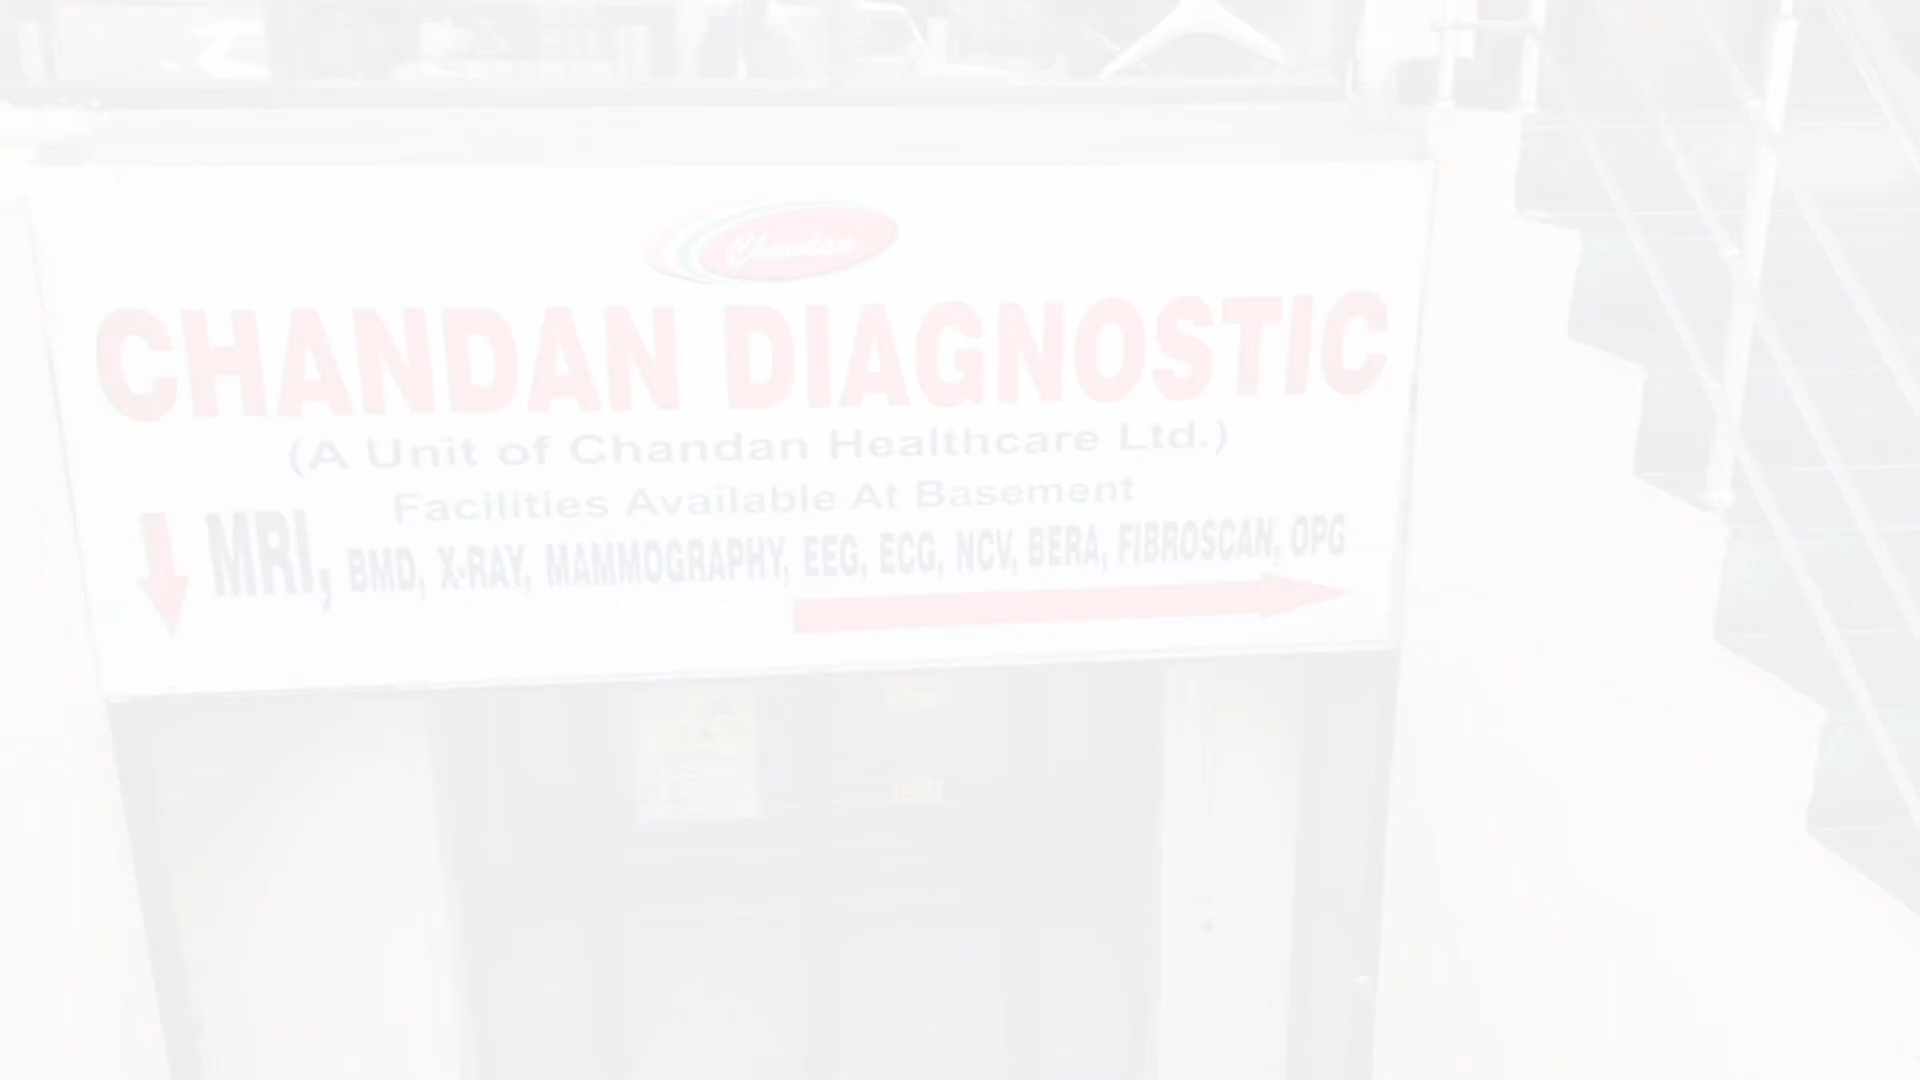 Chandan
CHANDAN DIAGNOSTIC
(A Unit of Chandan Healthcare Ltd.)
Facilities Available At Basement
MRI, BMD, X-RAY, MAMMOGRAPHY, EEG, ECG, NCV, BERA, FIBROSCAN, OPG